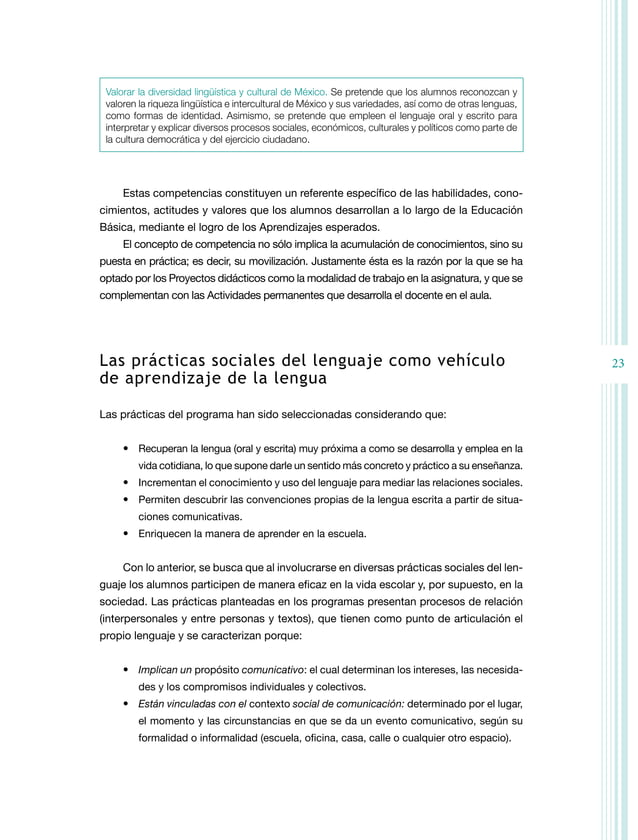 Valorar la diversidad lingüística y cultural de México. Se pretende que los alumnos reconozcan y
valoren la riqueza lingüística e intercultural de México y sus variedades, así como de otras lenguas,
como formas de identidad. Asimismo, se pretende que empleen el lenguaje oral y escrito para
interpretar y explicar diversos procesos sociales, económicos, culturales y políticos como parte de
la cultura democrática y del ejercicio ciudadano.
Estas competencias constituyen un referente específico de las habilidades, cono-
cimientos, actitudes y valores que los alumnos desarrollan a lo largo de la Educación
Básica, mediante el logro de los Aprendizajes esperados.
El concepto de competencia no sólo implica la acumulación de conocimientos, sino su
puesta en práctica; es decir, su movilización. Justamente ésta es la razón por la que se ha
optado por los Proyectos didácticos como la modalidad de trabajo en la asignatura, y que se
complementan con las Actividades permanentes que desarrolla el docente en el aula.
Las prácticas sociales del lenguaje como vehículo
de aprendizaje de la lengua
23
Las prácticas del programa han sido seleccionadas considerando que:
• Recuperan la lengua (oral y escrita) muy próxima a como se desarrolla y emplea en la
vida cotidiana, lo que supone darle un sentido más concreto y práctico a su enseñanza.
• Incrementan el conocimiento y uso del lenguaje para mediar las relaciones sociales.
• Permiten descubrir las convenciones propias de la lengua escrita a partir de situa-
ciones comunicativas.
• Enriquecen la manera de aprender en la escuela.
Con lo anterior, se busca que al involucrarse en diversas prácticas sociales del len-
guaje los alumnos participen de manera eficaz en la vida escolar y, por supuesto, en la
sociedad. Las prácticas planteadas en los programas presentan procesos de relación
(interpersonales y entre personas y textos), que tienen como punto de articulación el
propio lenguaje y se caracterizan porque:
• Implican un propósito comunicativo: el cual determinan los intereses, las necesida-
des y los compromisos individuales y colectivos.
• Están vinculadas con el contexto social de comunicación: determinado por el lugar,
el momento y las circunstancias en que se da un evento comunicativo, según su
formalidad o informalidad (escuela, oficina, casa, calle o cualquier otro espacio).